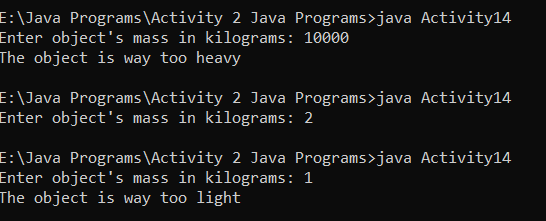 E:\Java Programs\Activity 2 Java Programs>java Activity14
Enter object's mass in kilograms: 10000
The object is way too heavy
E:\Java Programs\Activity 2 Java Programs>java Activity14
Enter object's mass in kilograms: 2
E:\Java Programs\Activity 2 Java Programs>java Activity14
Enter object's mass in kilograms: 1
The object is way too light